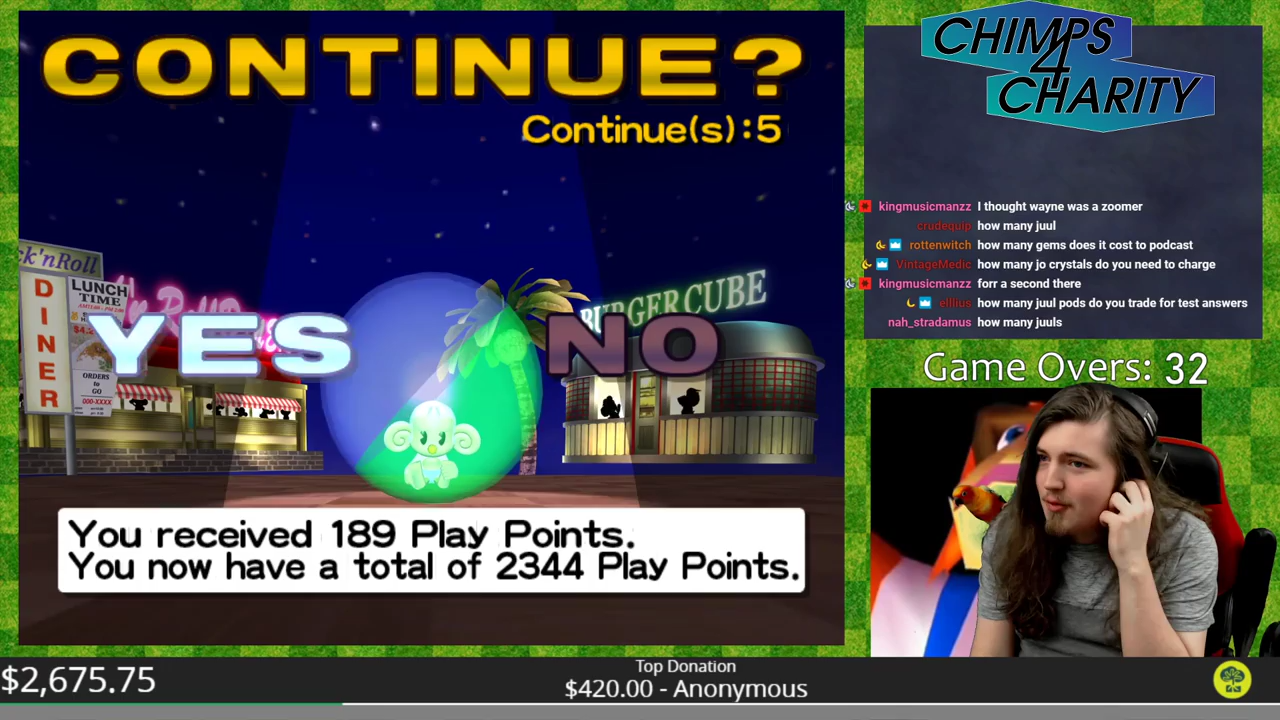 CONTINUE?
Continue(s):5
ck'nRoll
DINER
LUNCH
TIME
ORDERS
to
GO
000-XXXX
BURGERCUBE
YES
NO
You received 189 Play Points.
You now have a total of 2344 Play Points.
CHIMPS
4
CHARITY
kingmusicmanzz I thought wayne was a zoomer
crudequip how many juul
rottenwitch how many gems does it cost to podcast
VintageMedic how many jo crystals do you need to charge
kingmusicmanzz forr a second there
ellius how many juul pods do you trade for test answers
nah_stradamus how many juuls
Game Overs: 32
$2,675.75
Top Donation
$420.00 - Anonymous